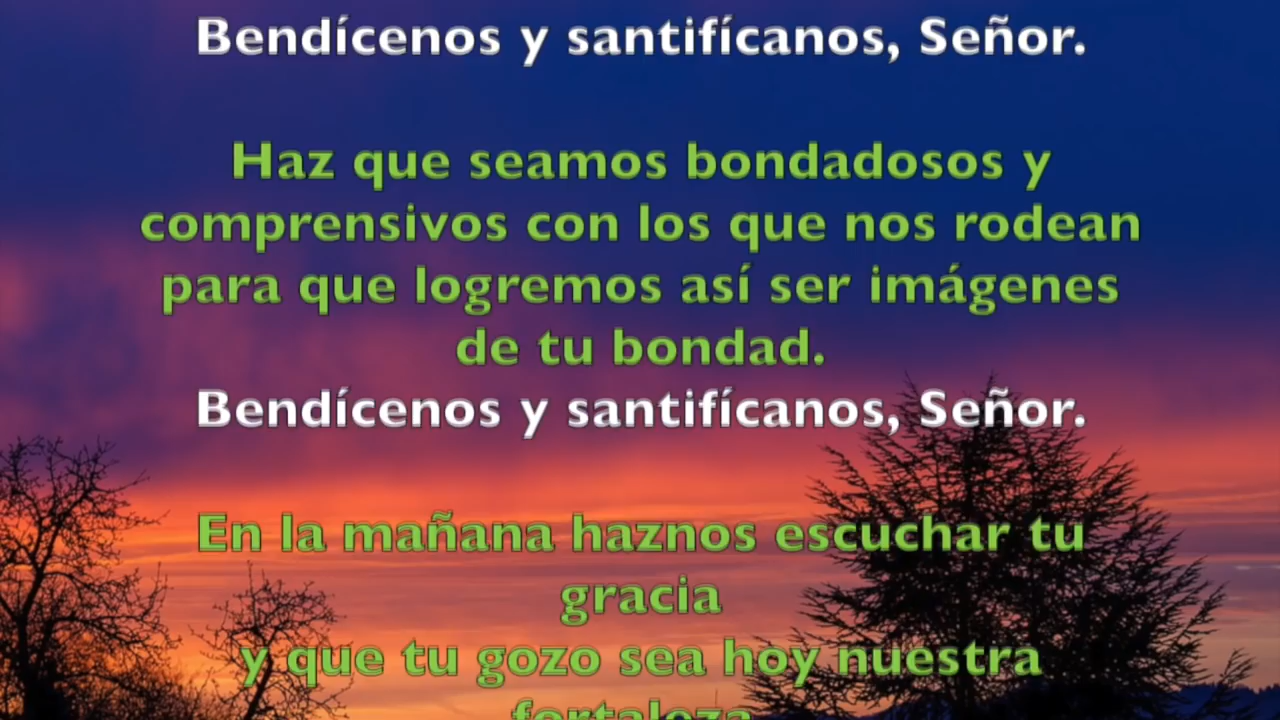 Bendícenos y santifícanos, Señor.
Haz que seamos bondadosos y
comprensivos con los que nos rodean
para que logremos así ser imágenes
de tu bondad.
Bendícenos y santifícanos, Señor.
En la mañana haznos escuchar tu
gracia
y que tu gozo sea hoy nuestra
fortaleza